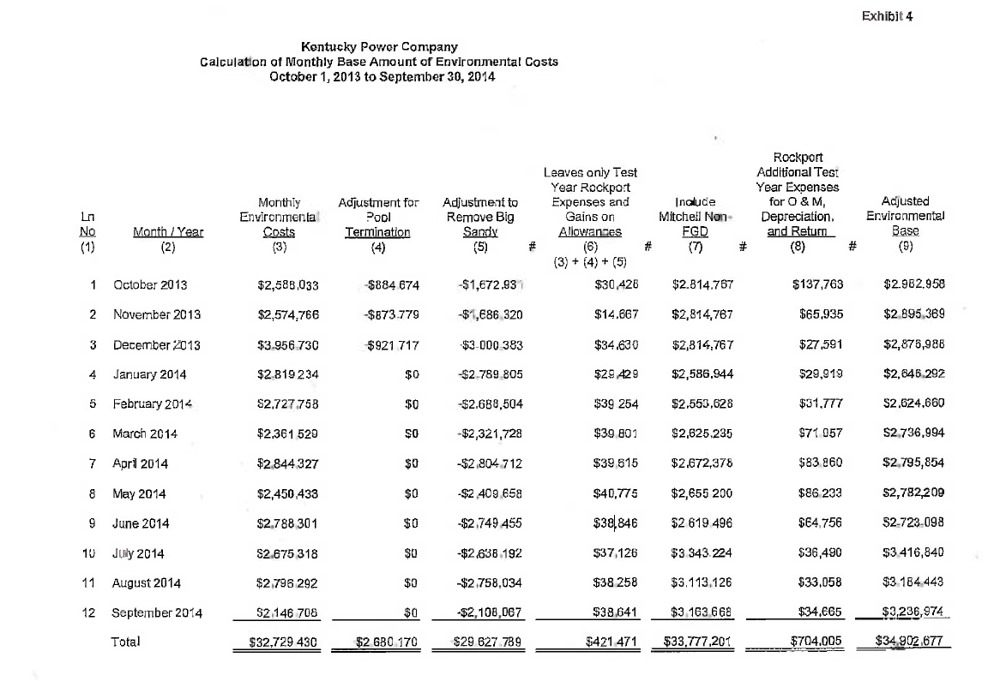 Exhibit 4
Kentucky Power Company
Calculation of Monthly Base Amount of Environmental Costs
October 1, 2013 to September 30, 2014
Ln No (1) Month / Year (2) Monthly Environmental Costs (3) Adjustment for Pool Termination (4) Adjustment to Remove Big Sandy (5) # Leaves only Test Year Rockport Expenses and Gains on Allowances (6) (3) + (4) + (5) # Include Mitchell Non-FGD (7) # Rockport Additional Test Year Expenses for O & M, Depreciation, and Return (8) # Adjusted Environmental Base (9)
1 October 2013 $2,588,033 -$884,674 -$1,672,931 $30,428 $2,814,767 $137,763 $2,982,958
2 November 2013 $2,574,766 -$873,779 -$1,686,320 $14,667 $2,814,767 $65,935 $2,895,369
3 December 2013 $3,956,730 -$921,717 -$3,000,383 $34,630 $2,814,767 $27,591 $2,876,988
4 January 2014 $2,819,234 $0 -$2,789,805 $29,429 $2,586,944 $29,919 $2,646,292
5 February 2014 $2,727,758 $0 -$2,688,504 $39,254 $2,553,628 $31,777 $2,624,660
6 March 2014 $2,361,529 $0 -$2,321,728 $39,801 $2,625,235 $71,957 $2,736,994
7 April 2014 $2,844,327 $0 -$2,804,712 $39,615 $2,672,378 $83,860 $2,795,854
8 May 2014 $2,450,433 $0 -$2,409,658 $40,775 $2,655,200 $86,233 $2,782,209
9 June 2014 $2,788,301 $0 -$2,749,455 $38,846 $2,619,496 $64,756 $2,723,098
10 July 2014 $2,675,318 $0 -$2,638,192 $37,126 $3,343,224 $36,490 $3,416,840
11 August 2014 $2,796,292 $0 -$2,758,034 $38,258 $3,113,126 $33,058 $3,184,443
12 September 2014 $2,146,708 $0 -$2,108,067 $38,641 $3,163,668 $34,665 $3,236,974
Total $32,729,430 -$2,680,170 -$29,627,789 $421,471 $33,777,201 $704,005 $34,902,677